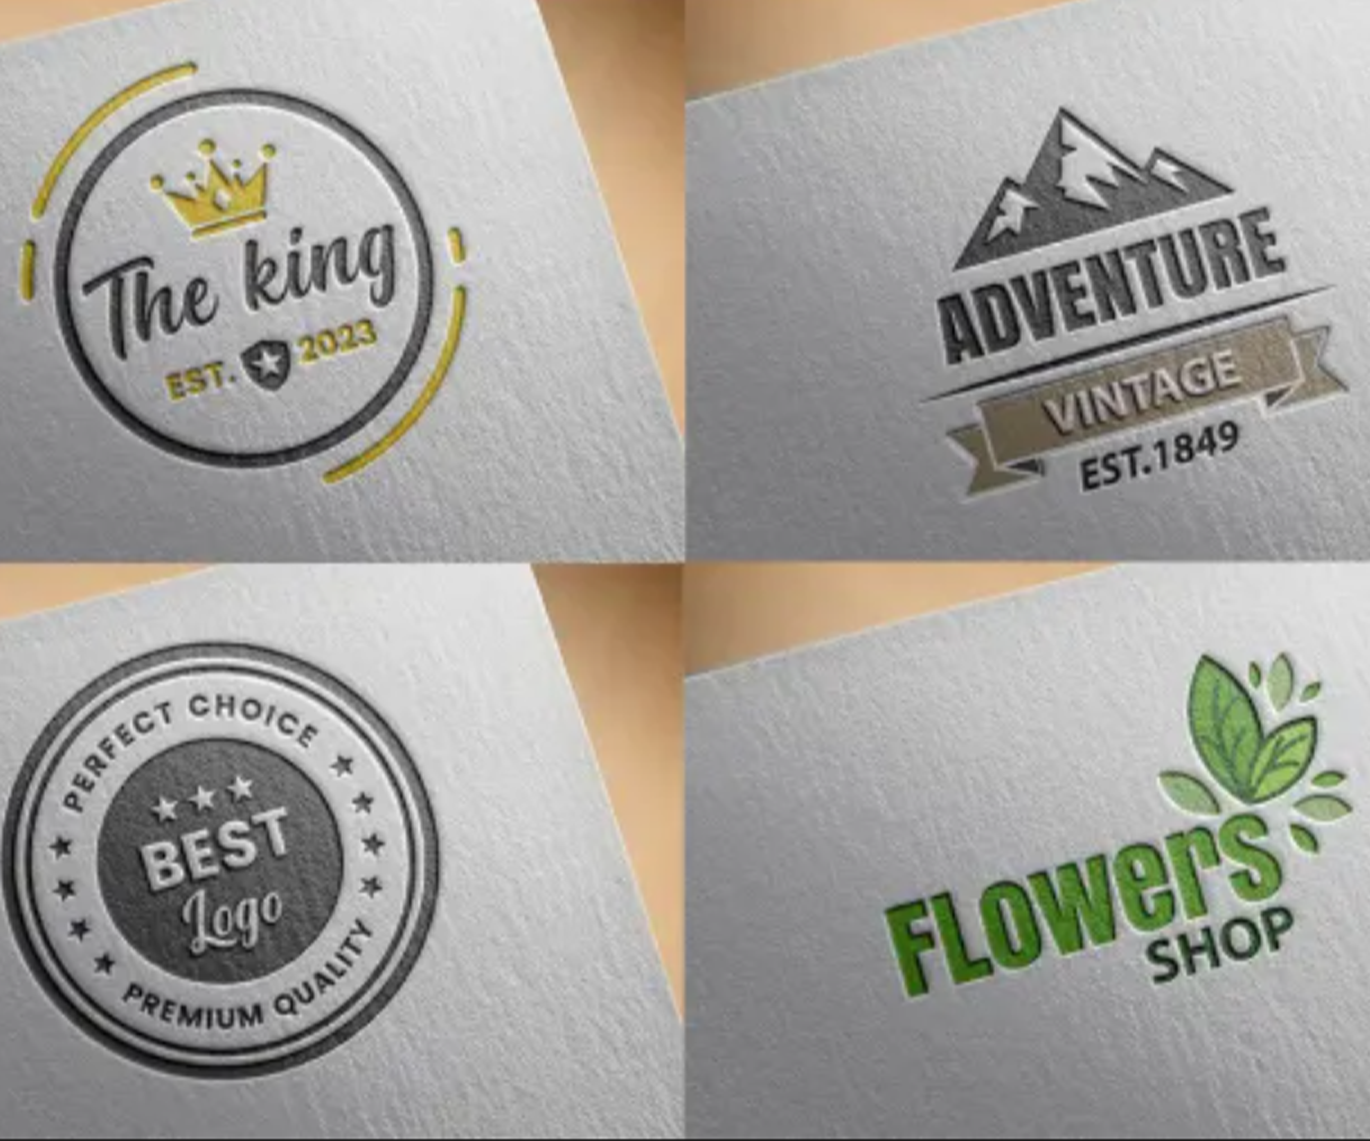 The king
EST. 2023
ADVENTURE
VINTAGE
EST.1849
PERFECT CHOICE
BEST
Logo
PREMIUM QUALITY
FLOWers
SHOP